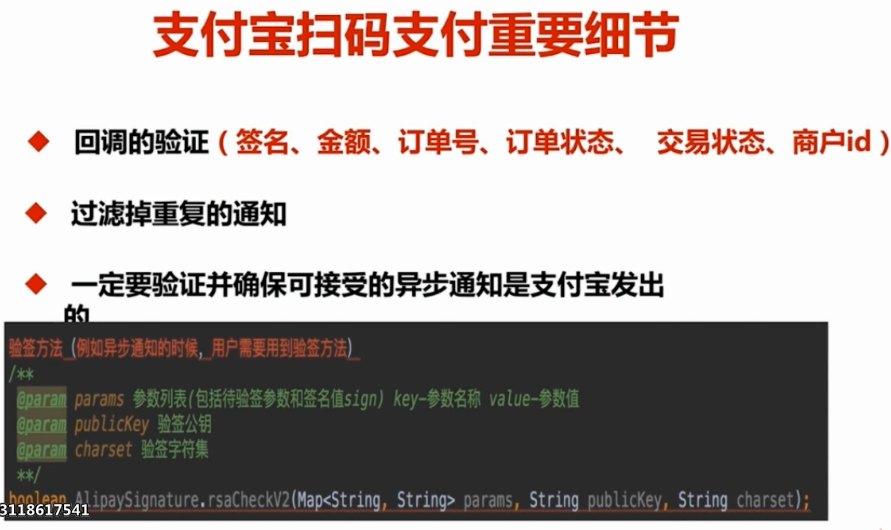 支付宝扫码支付重要细节
回调的验证(签名、金额、订单号、订单状态、 交易状态、商户id)
过滤掉重复的通知
一定要验证并确保可接受的异步通知是支付宝发出
的
验签方法 (例如异步通知的时候, 用户需要用到验签方法)
/**
@param params 参数列表(包括待验签参数和签名值sign) key-参数名称 value-参数值
@param publicKey 验签公钥
@param charset 验签字符集
**/
boolean AlipaySignature.rsaCheckV2(Map<String, String> params, String publicKey, String charset);
3118617541